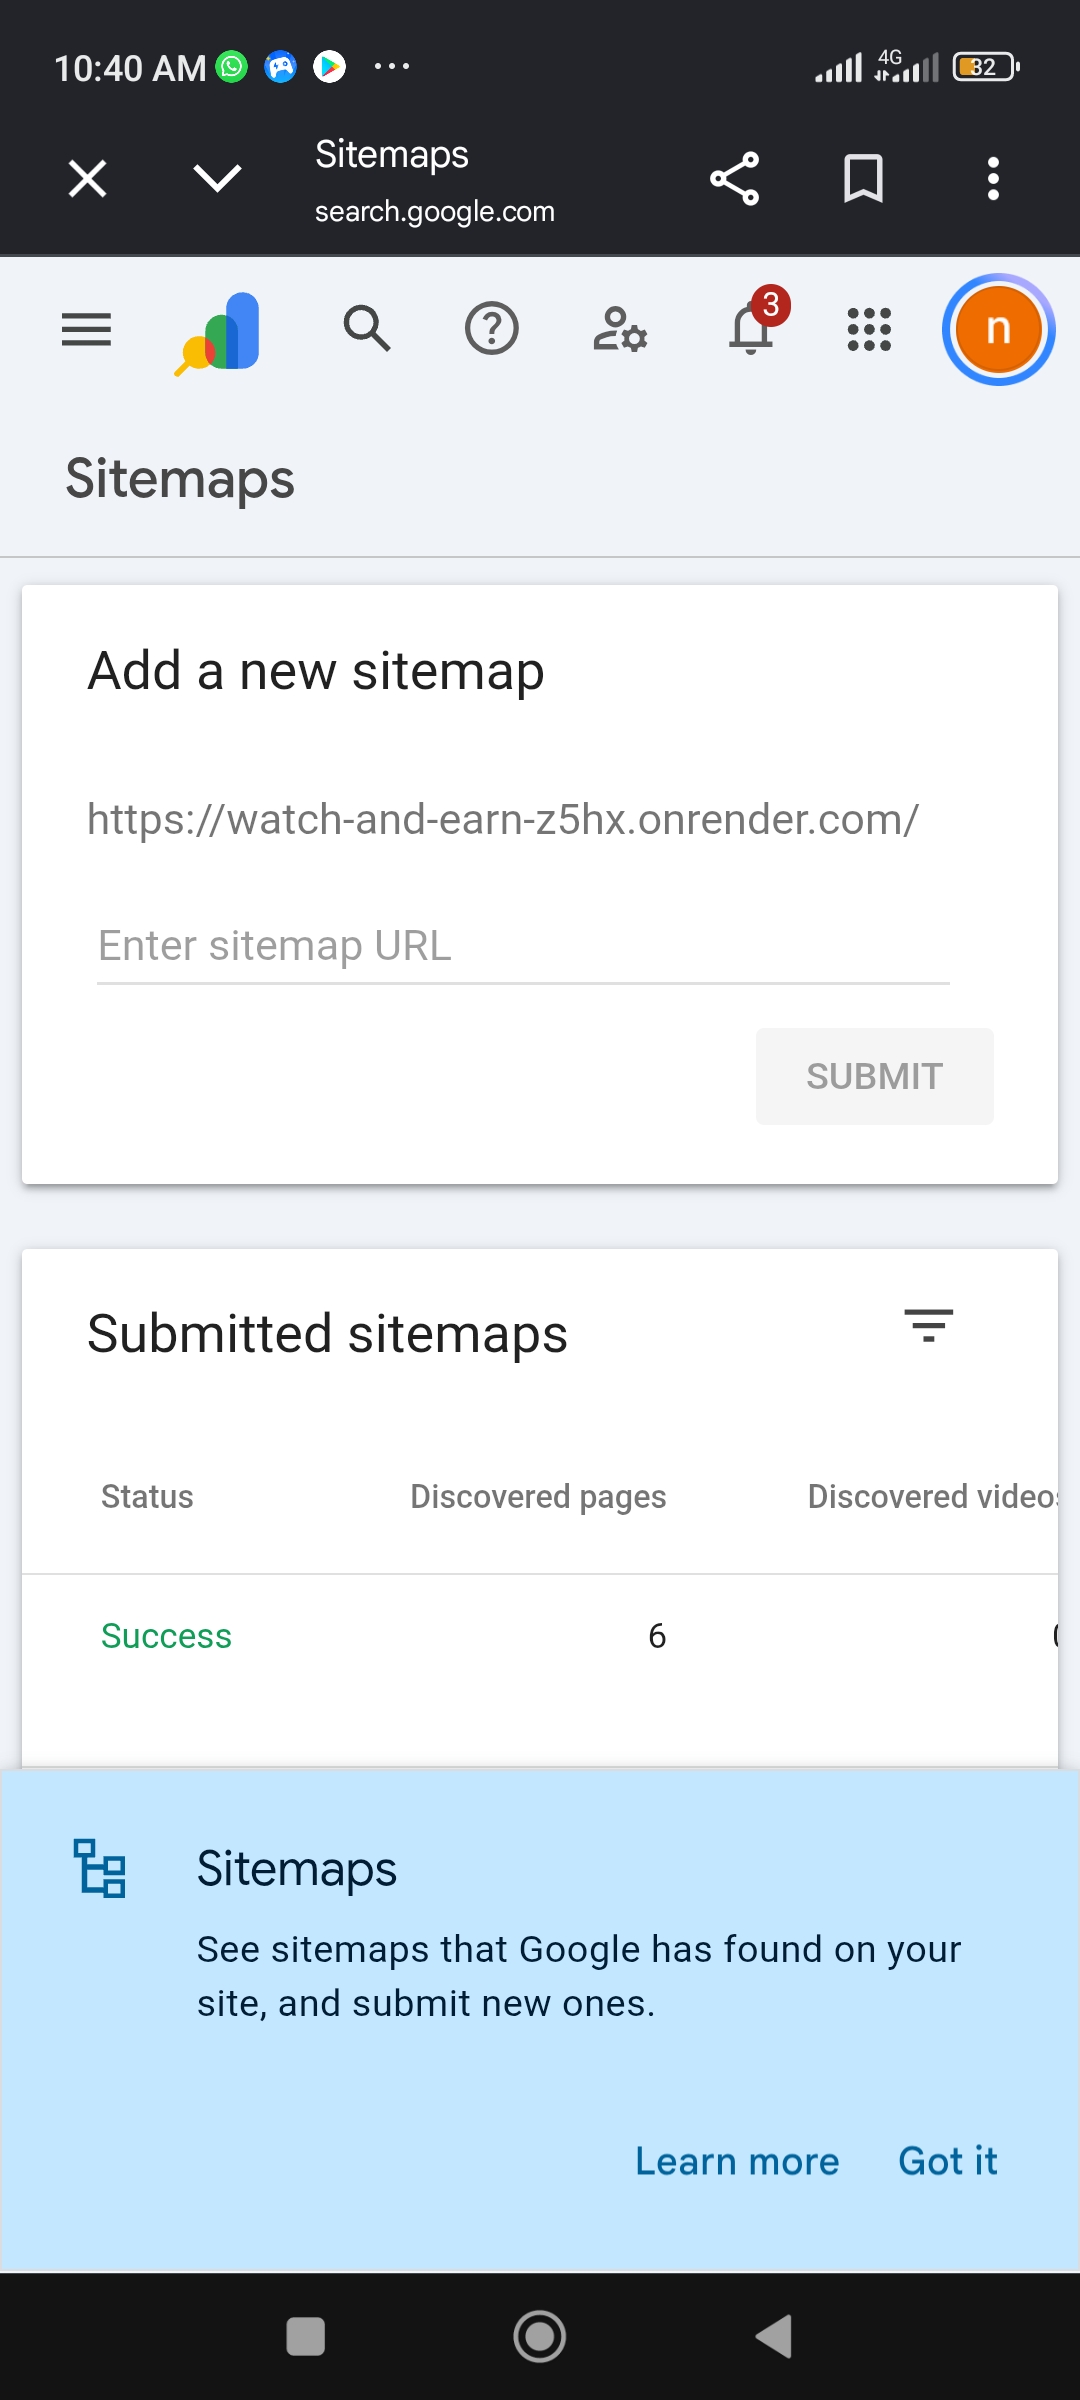 10:40 AM
4G
32
Sitemaps
search.google.com
3
n
Sitemaps
Add a new sitemap
https://watch-and-earn-z5hx.onrender.com/
Enter sitemap URL
SUBMIT
Submitted sitemaps
Status Discovered pages Discovered videos
Success 6
Sitemaps
See sitemaps that Google has found on your
site, and submit new ones.
Learn more Got it